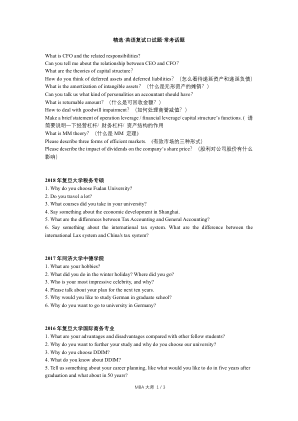 精选·英语复试口试题·常考话题
What is CFO and the related responsibilities?
Can you tell me about the relationship between CEO and CFO?
What are the theories of capital structure?
How do you think of deferred assets and deferred liabilities? （怎么看待递延资产和递延负债）
What is the amortization of intangible assets? （什么是无形资产的摊销）
Can you talk us what kind of personalities an accountant should have?
What is returnable amount? （什么是可回收金额）
How to deal with goodwill impairment? （如何处理商誉减值？）
Make a brief statement of operation leverage / financial leverage/ capital structure's functions.( 请
简要说明一下经营杠杆/ 财务杠杆/ 资产结构的作用
What is MM theory? （什么是 MM 定理)
Please describe three forms of efficient markets. (有效市场的三种形式)
Please describe the impact of dividends on the company's share price? （股利对公司股价有什么
影响）
2018 年复旦大学税务专硕
1. Why do you choose Fudan University?
2. Do you travel a lot?
3. What courses did you take in your university?
4. Say something about the economic development in Shanghai.
5. What are the differences between Tax Accounting and General Accounting?
6. Say something about the international tax system. What are the difference between the
international Lax system and China's tax system?
2017 年同济大学中德学院
1. What are your hobbies?
2. What did you do in the winter holiday? Where did you go?
3. What is your most impressive celebrity, and why?
4. Please talk about your plan for the next ten years.
5. Why would you like to study German in graduate school?
6. Why do you want to go to university in Germany?
2016 年复旦大学国际商务专业
1. What are your advantages and disadvantages compared with other fellow students?
2. Why do you want to further study and why do you choose our university?
3. Why do you choose DDIM?
4. What do you know about DDIM?
5. Tell us something about your career planning, like what would you like to do in five years after
graduation and what about in 50 years?
MBA 大师 1 / 3